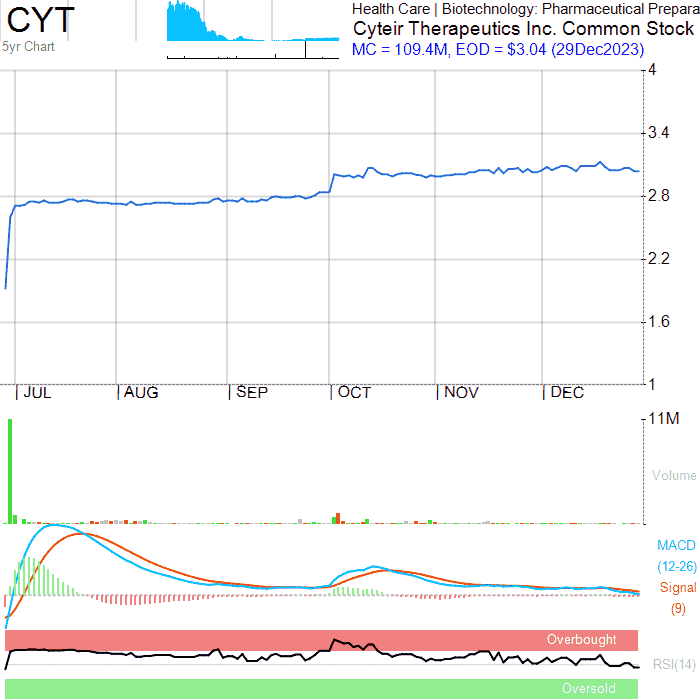 CYT
5yr Chart
Health Care | Biotechnology: Pharmaceutical Prepara
Cyteir Therapeutics Inc. Common Stock
MC = 109.4M, EOD = $3.04 (29Dec2023)
4
3.4
2.8
2.2
1.6
1
JUL AUG SEP OCT NOV DEC
11M
Volume
MACD
(12-26)
Signal
(9)
Overbought
RSI(14)
Oversold